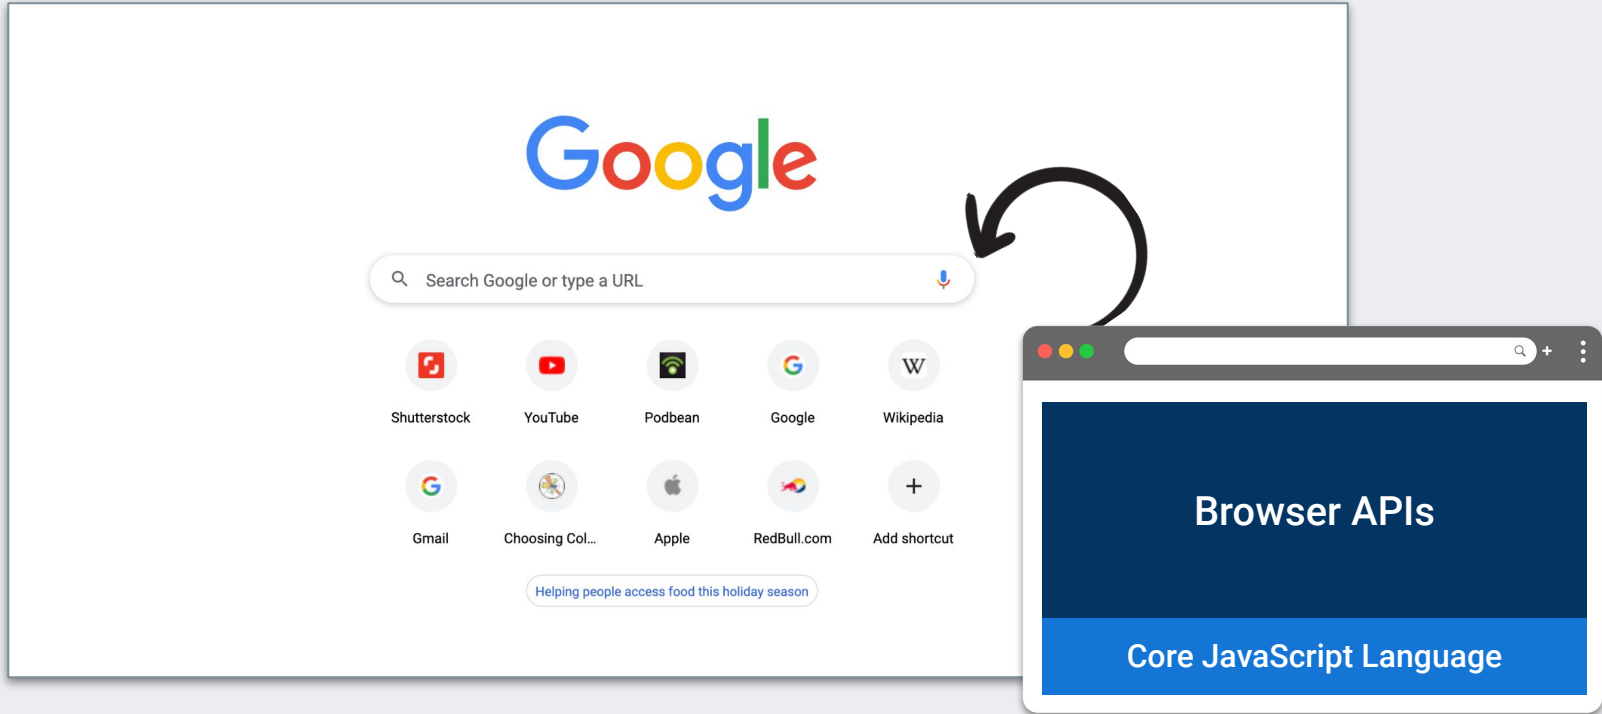 Google
Search Google or type a URL
Shutterstock
YouTube
Podbean
Google
Wikipedia
Gmail
Choosing Col...
Apple
RedBull.com
Add shortcut
Helping people access food this holiday season
Browser APIs
Core JavaScript Language